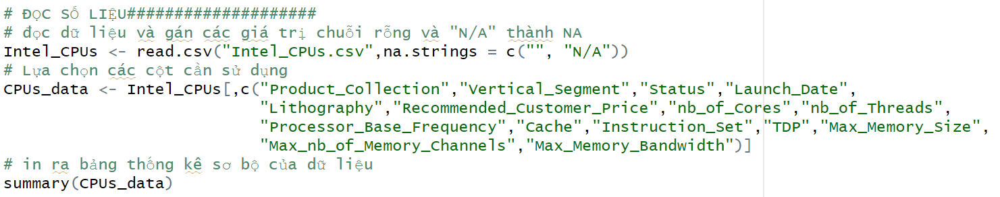 # ĐỌC SỐ LIỆU####################
# đọc dữ liệu và gán các giá trị chuỗi rỗng và "N/A" thành NA
Intel_CPUs <- read.csv("Intel_CPUs.csv",na.strings = c("", "N/A"))
# Lựa chọn các cột cần sử dụng
CPUs_data <- Intel_CPUs[,c("Product_Collection","Vertical_Segment","Status","Launch_Date",
"Lithography","Recommended_Customer_Price","nb_of_Cores","nb_of_Threads",
"Processor_Base_Frequency","Cache","Instruction_Set","TDP","Max_Memory_Size",
"Max_nb_of_Memory_Channels","Max_Memory_Bandwidth")]
# in ra bảng thống kê sơ bộ của dữ liệu
summary(CPUs_data)